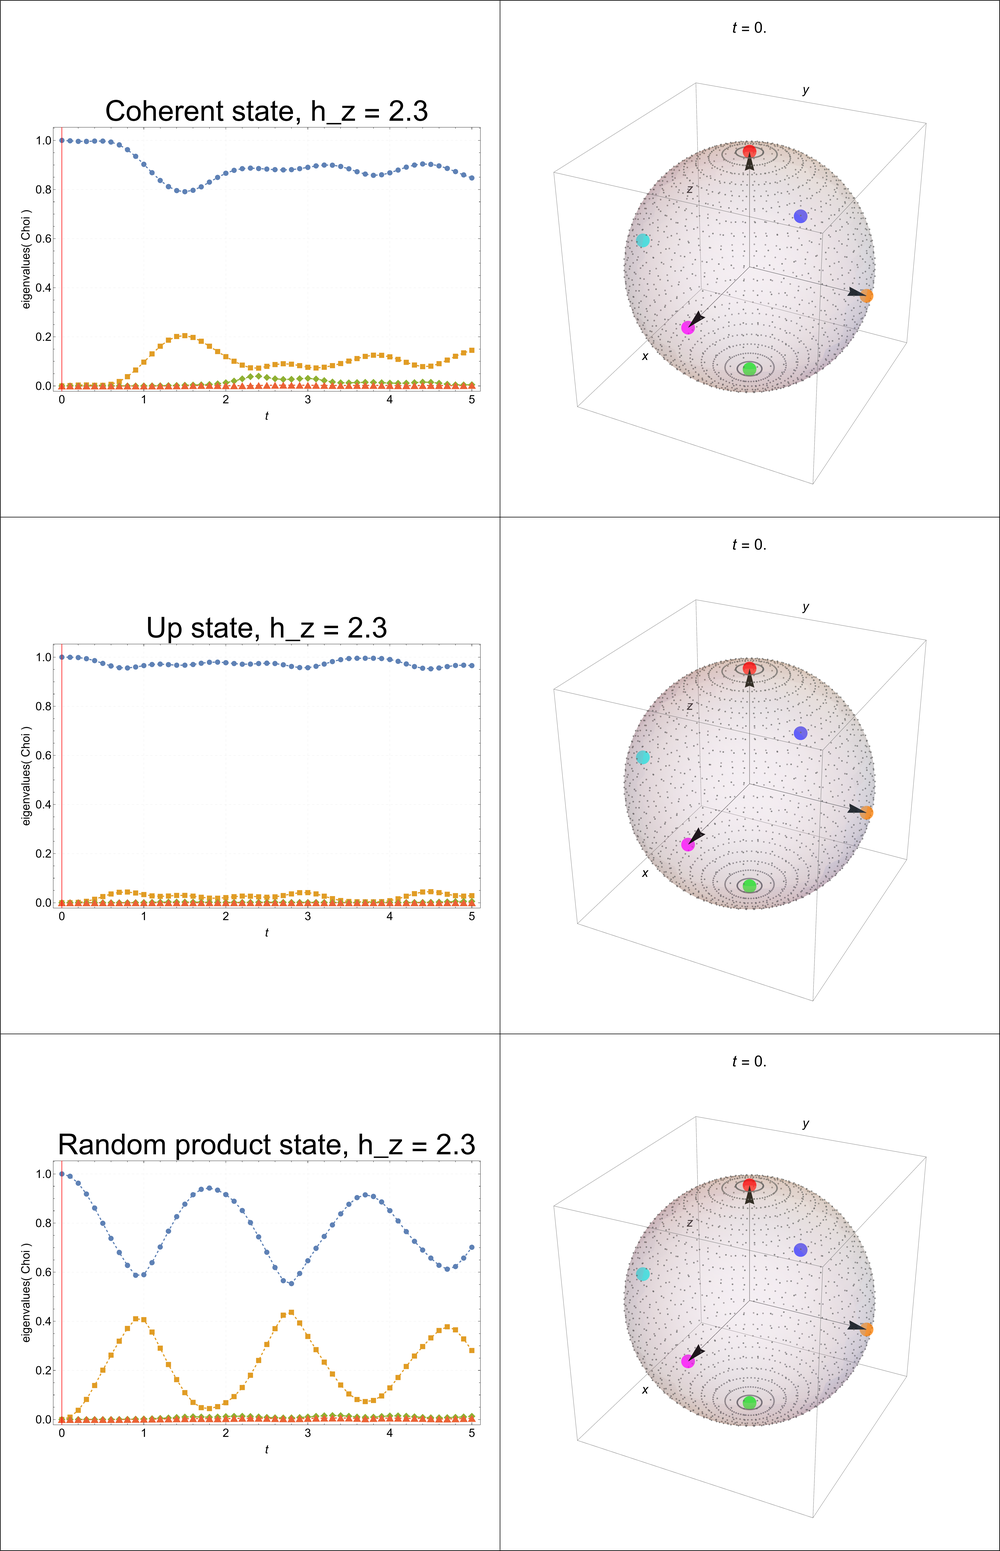 Coherent state, h_z = 2.3
eigenvalues( Choi )
1.0
0.8
0.6
0.4
0.2
0.0
0 1 2 3 4 5
t
t = 0.
y
z
x
Up state, h_z = 2.3
eigenvalues( Choi )
1.0
0.8
0.6
0.4
0.2
0.0
0 1 2 3 4 5
t
t = 0.
y
z
x
Random product state, h_z = 2.3
eigenvalues( Choi )
1.0
0.8
0.6
0.4
0.2
0.0
0 1 2 3 4 5
t
t = 0.
y
z
x